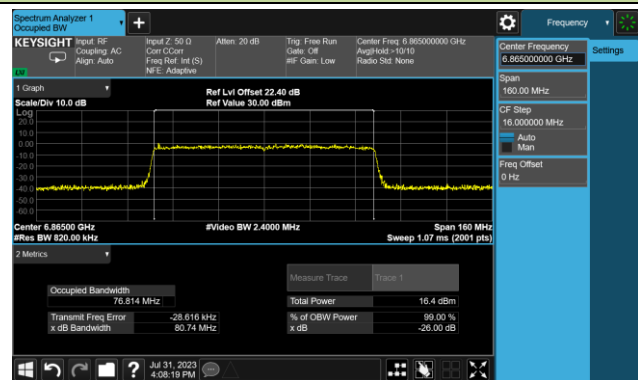 Spectrum Analyzer 1
Occupied BW
Frequency
KEYSIGHT
Input: RF
Coupling: AC
Align: Auto
Input Z: 50 Ω
Corr CCorr
Freq Ref: Int (S)
NFE: Adaptive
Atten: 20 dB
Trig: Free Run
Gate: Off
#IF Gain: Low
Center Freq: 6.865000000 GHz
Avg|Hold:>10/10
Radio Std: None
Center Frequency
6.865000000 GHz
Settings
Span
160.00 MHz
CF Step
16.000000 MHz
Auto
Man
Freq Offset
0 Hz
1 Graph
Scale/Div 10.0 dB
Ref Lvl Offset 22.40 dB
Ref Value 30.00 dBm
Log
20.0
10.0
0.00
-10.0
-20.0
-30.0
-40.0
-50.0
-60.0
Center 6.86500 GHz
#Video BW 2.4000 MHz
Span 160 MHz
#Res BW 820.00 kHz
Sweep 1.07 ms (2001 pts)
2 Metrics
Measure Trace
Trace 1
Occupied Bandwidth
76.814 MHz
Total Power
16.4 dBm
Transmit Freq Error
-28.616 kHz
% of OBW Power
99.00 %
x dB Bandwidth
80.74 MHz
x dB
-26.00 dB
Jul 31, 2023
4:08:19 PM